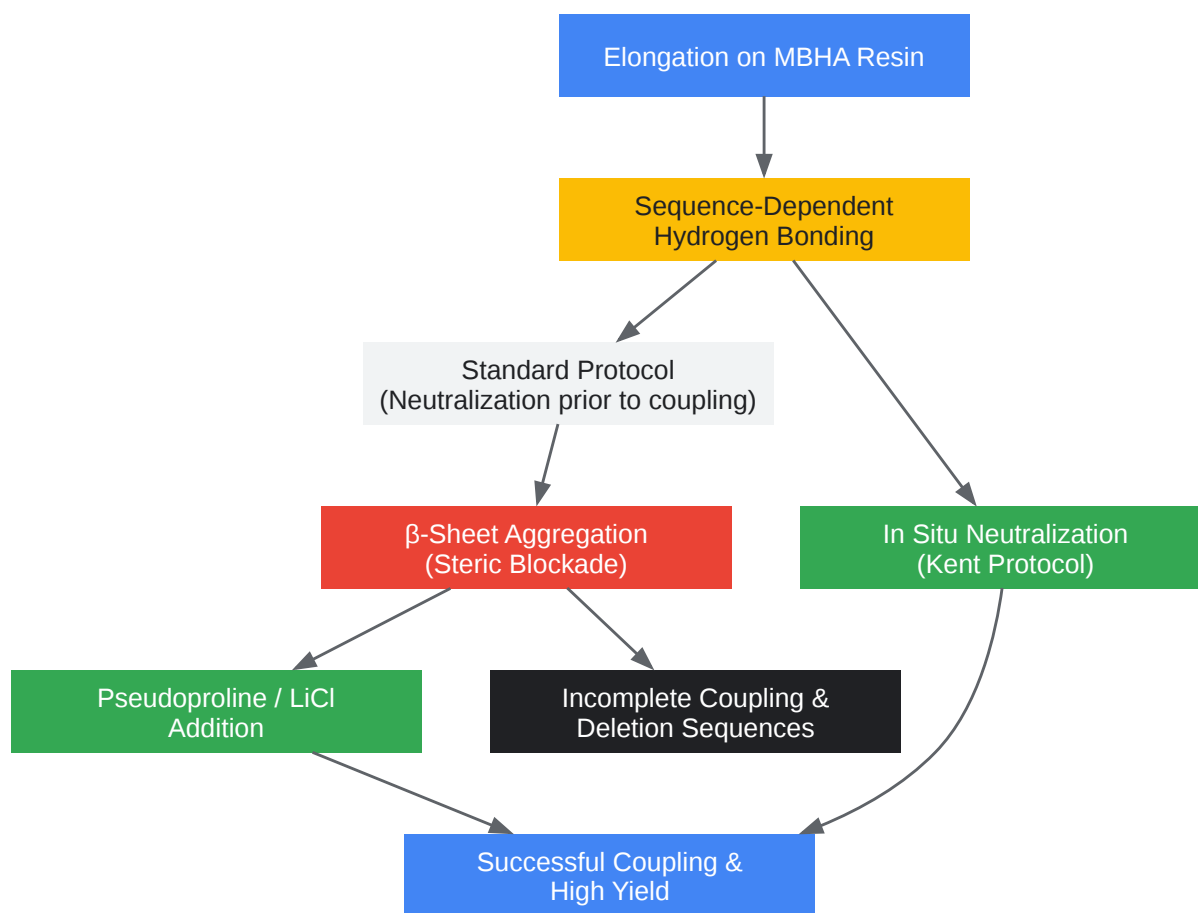 Elongation on MBHA Resin
Sequence-Dependent
Hydrogen Bonding
Standard Protocol
(Neutralization prior to coupling)
β-Sheet Aggregation
(Steric Blockade)
In Situ Neutralization
(Kent Protocol)
Pseudoproline / LiCl
Addition
Incomplete Coupling &
Deletion Sequences
Successful Coupling &
High Yield